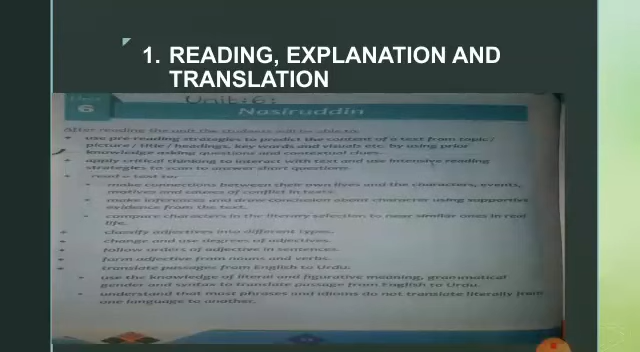 1. READING, EXPLANATION AND
TRANSLATION
Unit
6
Unit: 6:
Nasiruddin
After reading the unit the students will be able to:
use pre-reading strategies to predict the content of a text from topic/
picture / title / headings, key words and visuals etc. by using prior
knowledge asking questions and contextual clues.
apply critical thinking to interact with text and use intensive reading
strategies to scan to answer short questions.
read a text to:
make connections between their own lives and the characters, events,
motives and causes of conflict in texts.
make inferences and draw conclusion about character using supportive
evidence from the text.
compare characters in the literary selection to near similar ones in real
life.
classify adjectives into different types.
change and use degrees of adjectives.
follow orders of adjective in sentences.
form adjective from nouns and verbs.
translate passages from English to Urdu.
use the knowledge of literal and figurative meaning, grammatical
gender and syntax to translate passage from English to Urdu.
understand that most phrases and idioms do not translate literally from
one language to another.